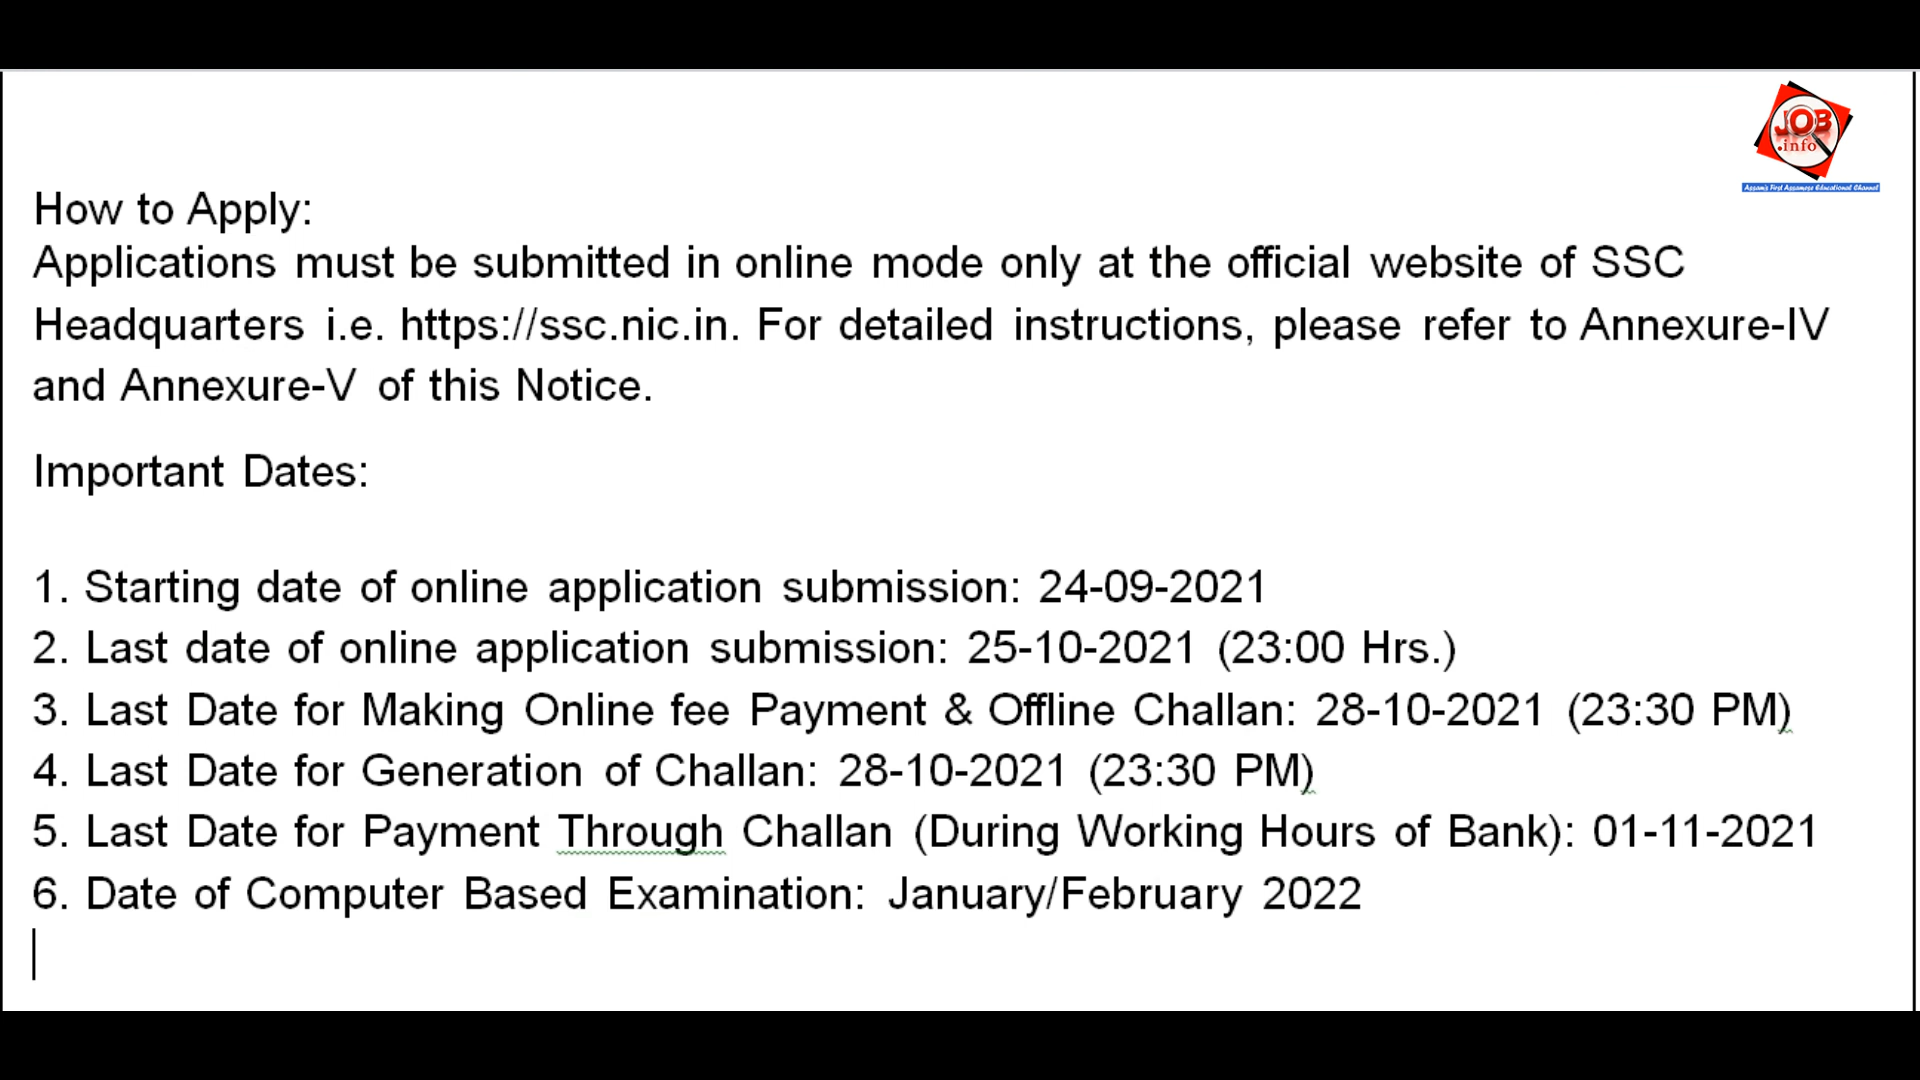 JOB
.info
Assam's First Assamese Educational Channel
How to Apply:
Applications must be submitted in online mode only at the official website of SSC
Headquarters i.e. https://ssc.nic.in. For detailed instructions, please refer to Annexure-IV
and Annexure-V of this Notice.
Important Dates:
1. Starting date of online application submission: 24-09-2021
2. Last date of online application submission: 25-10-2021 (23:00 Hrs.)
3. Last Date for Making Online fee Payment & Offline Challan: 28-10-2021 (23:30 PM)
4. Last Date for Generation of Challan: 28-10-2021 (23:30 PM)
5. Last Date for Payment Through Challan (During Working Hours of Bank): 01-11-2021
6. Date of Computer Based Examination: January/February 2022